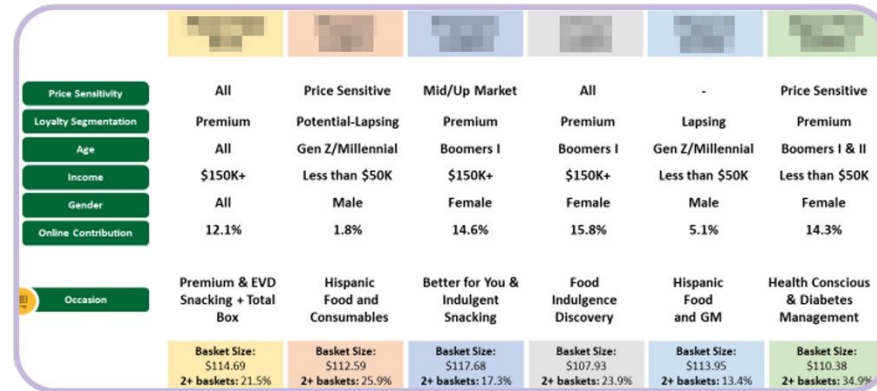 Price Sensitivity All Price Sensitive Mid/Up Market All - Price Sensitive
Loyalty Segmentation Premium Potential-Lapsing Premium Premium Lapsing Premium
Age All Gen Z/Millennial Boomers I Boomers I Gen Z/Millennial Boomers I & II
Income $150K+ Less than $50K $150K+ $150K+ Less than $50K Less than $50K
Gender All Male Female Female Male Female
Online Contribution 12.1% 1.8% 14.6% 15.8% 5.1% 14.3%
Premium & EVD Hispanic Better for You & Food Hispanic Health Conscious
Occasion Snacking + Total Food and Indulgent Indulgence Food & Diabetes
Box Consumables Snacking Discovery and GM Management
Basket Size: Basket Size: Basket Size: Basket Size: Basket Size: Basket Size:
$114.69 $112.59 $117.68 $107.93 $113.95 $110.38
2+ baskets: 21.5% 2+ baskets: 25.9% 2+ baskets: 17.3% 2+ baskets: 23.9% 2+ baskets: 13.4% 2+ baskets: 34.9%